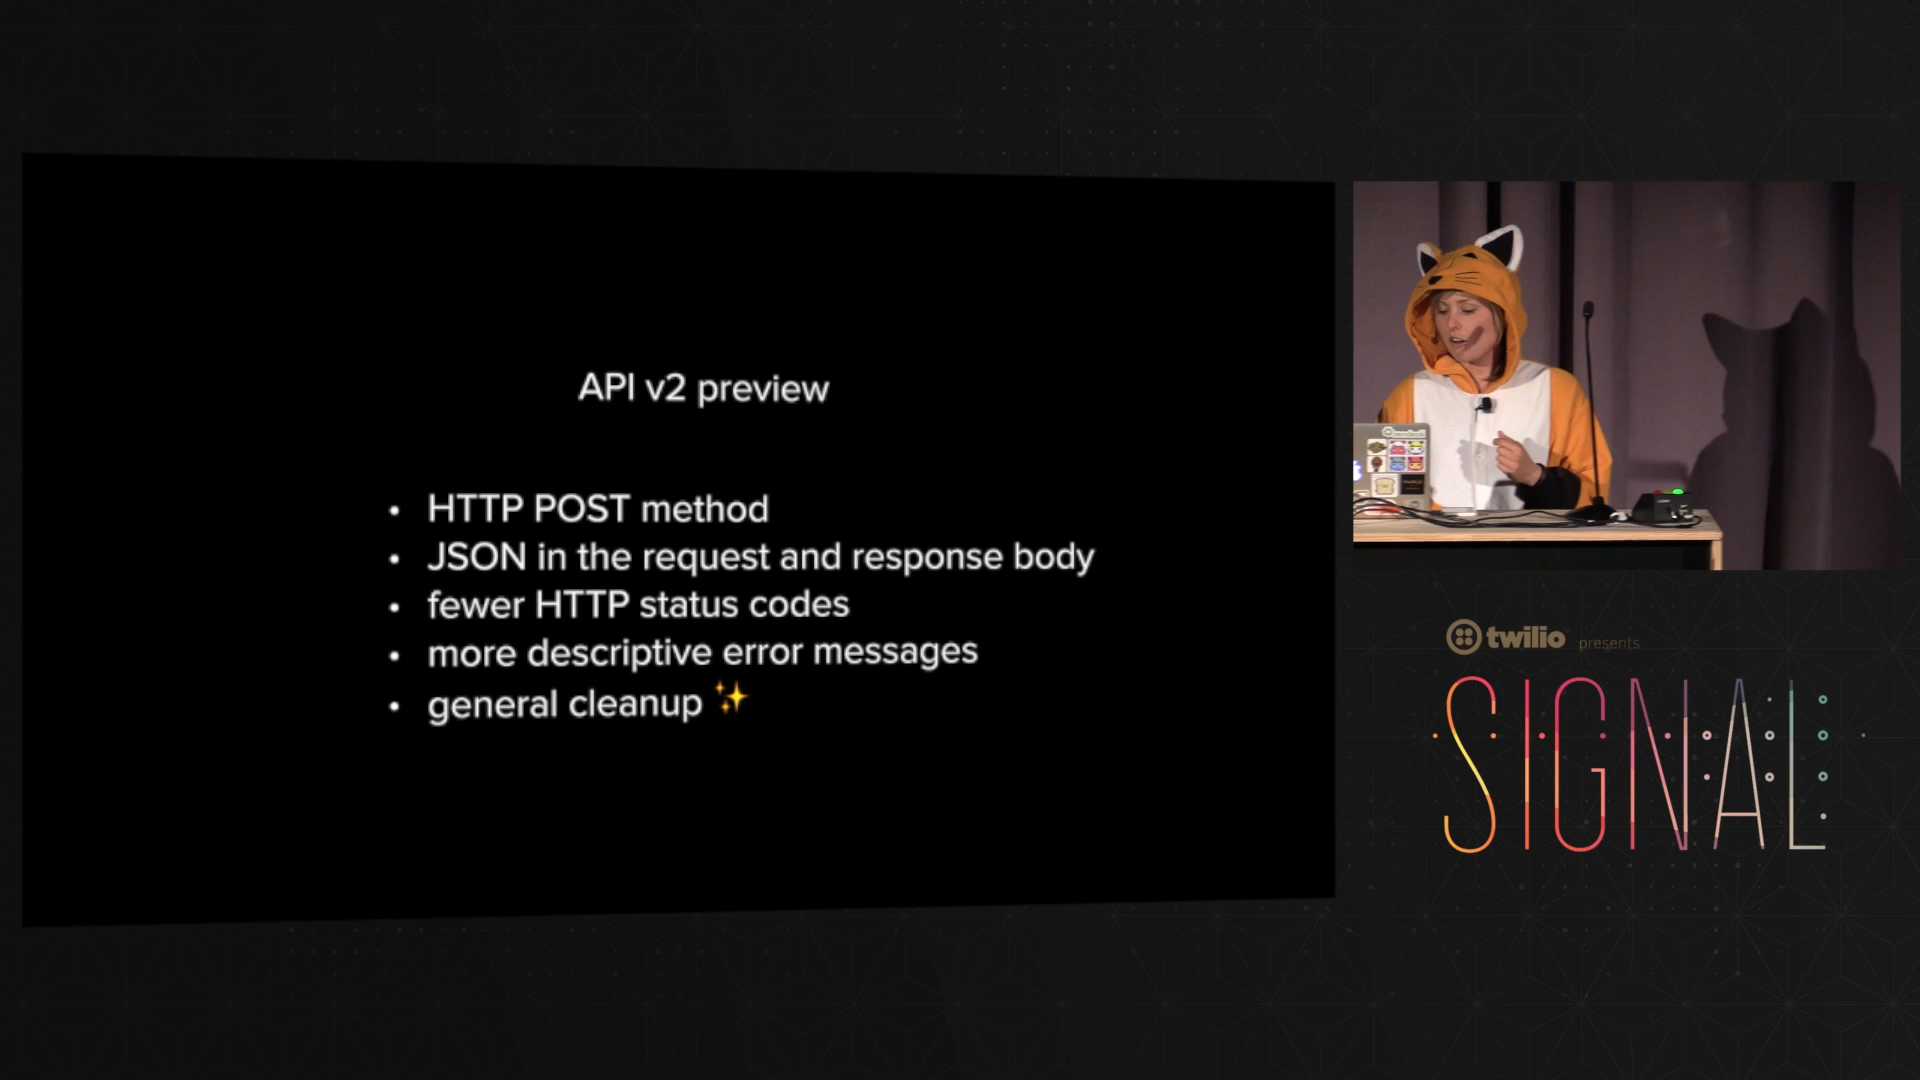 API v2 preview
• HTTP POST method
• JSON in the request and response body
• fewer HTTP status codes
• more descriptive error messages
• general cleanup ✨
twilio presents
SIGNAL